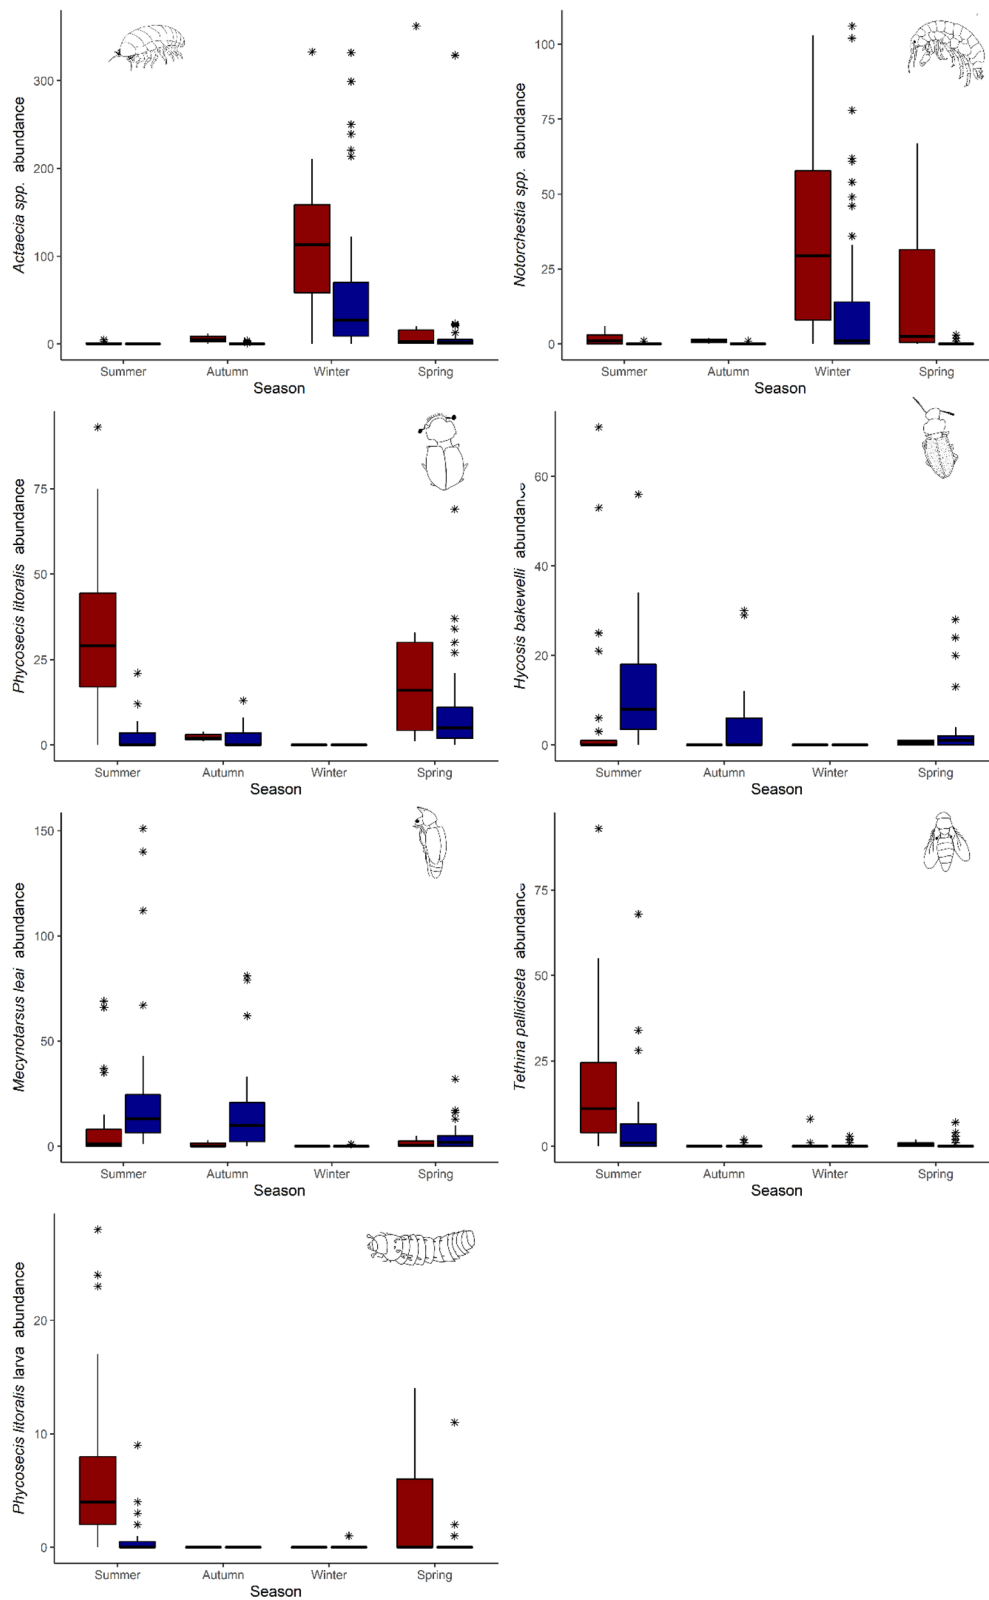 Actaecia spp. abundance
300
200
100
0
Summer Autumn Winter Spring
Season
Notorchestia spp. abundance
100
75
50
25
0
Summer Autumn Winter Spring
Season
Phycosecis litoralis abundance
75
50
25
0
Summer Autumn Winter Spring
Season
Hycosis bakewelli abundance
60
40
20
0
Summer Autumn Winter Spring
Season
Mecynotarsus leai abundance
150
100
50
0
Summer Autumn Winter Spring
Season
Tethina pallidiseta abundance
75
50
25
0
Summer Autumn Winter Spring
Season
Phycosecis litoralis larva abundance
20
10
0
Summer Autumn Winter Spring
Season